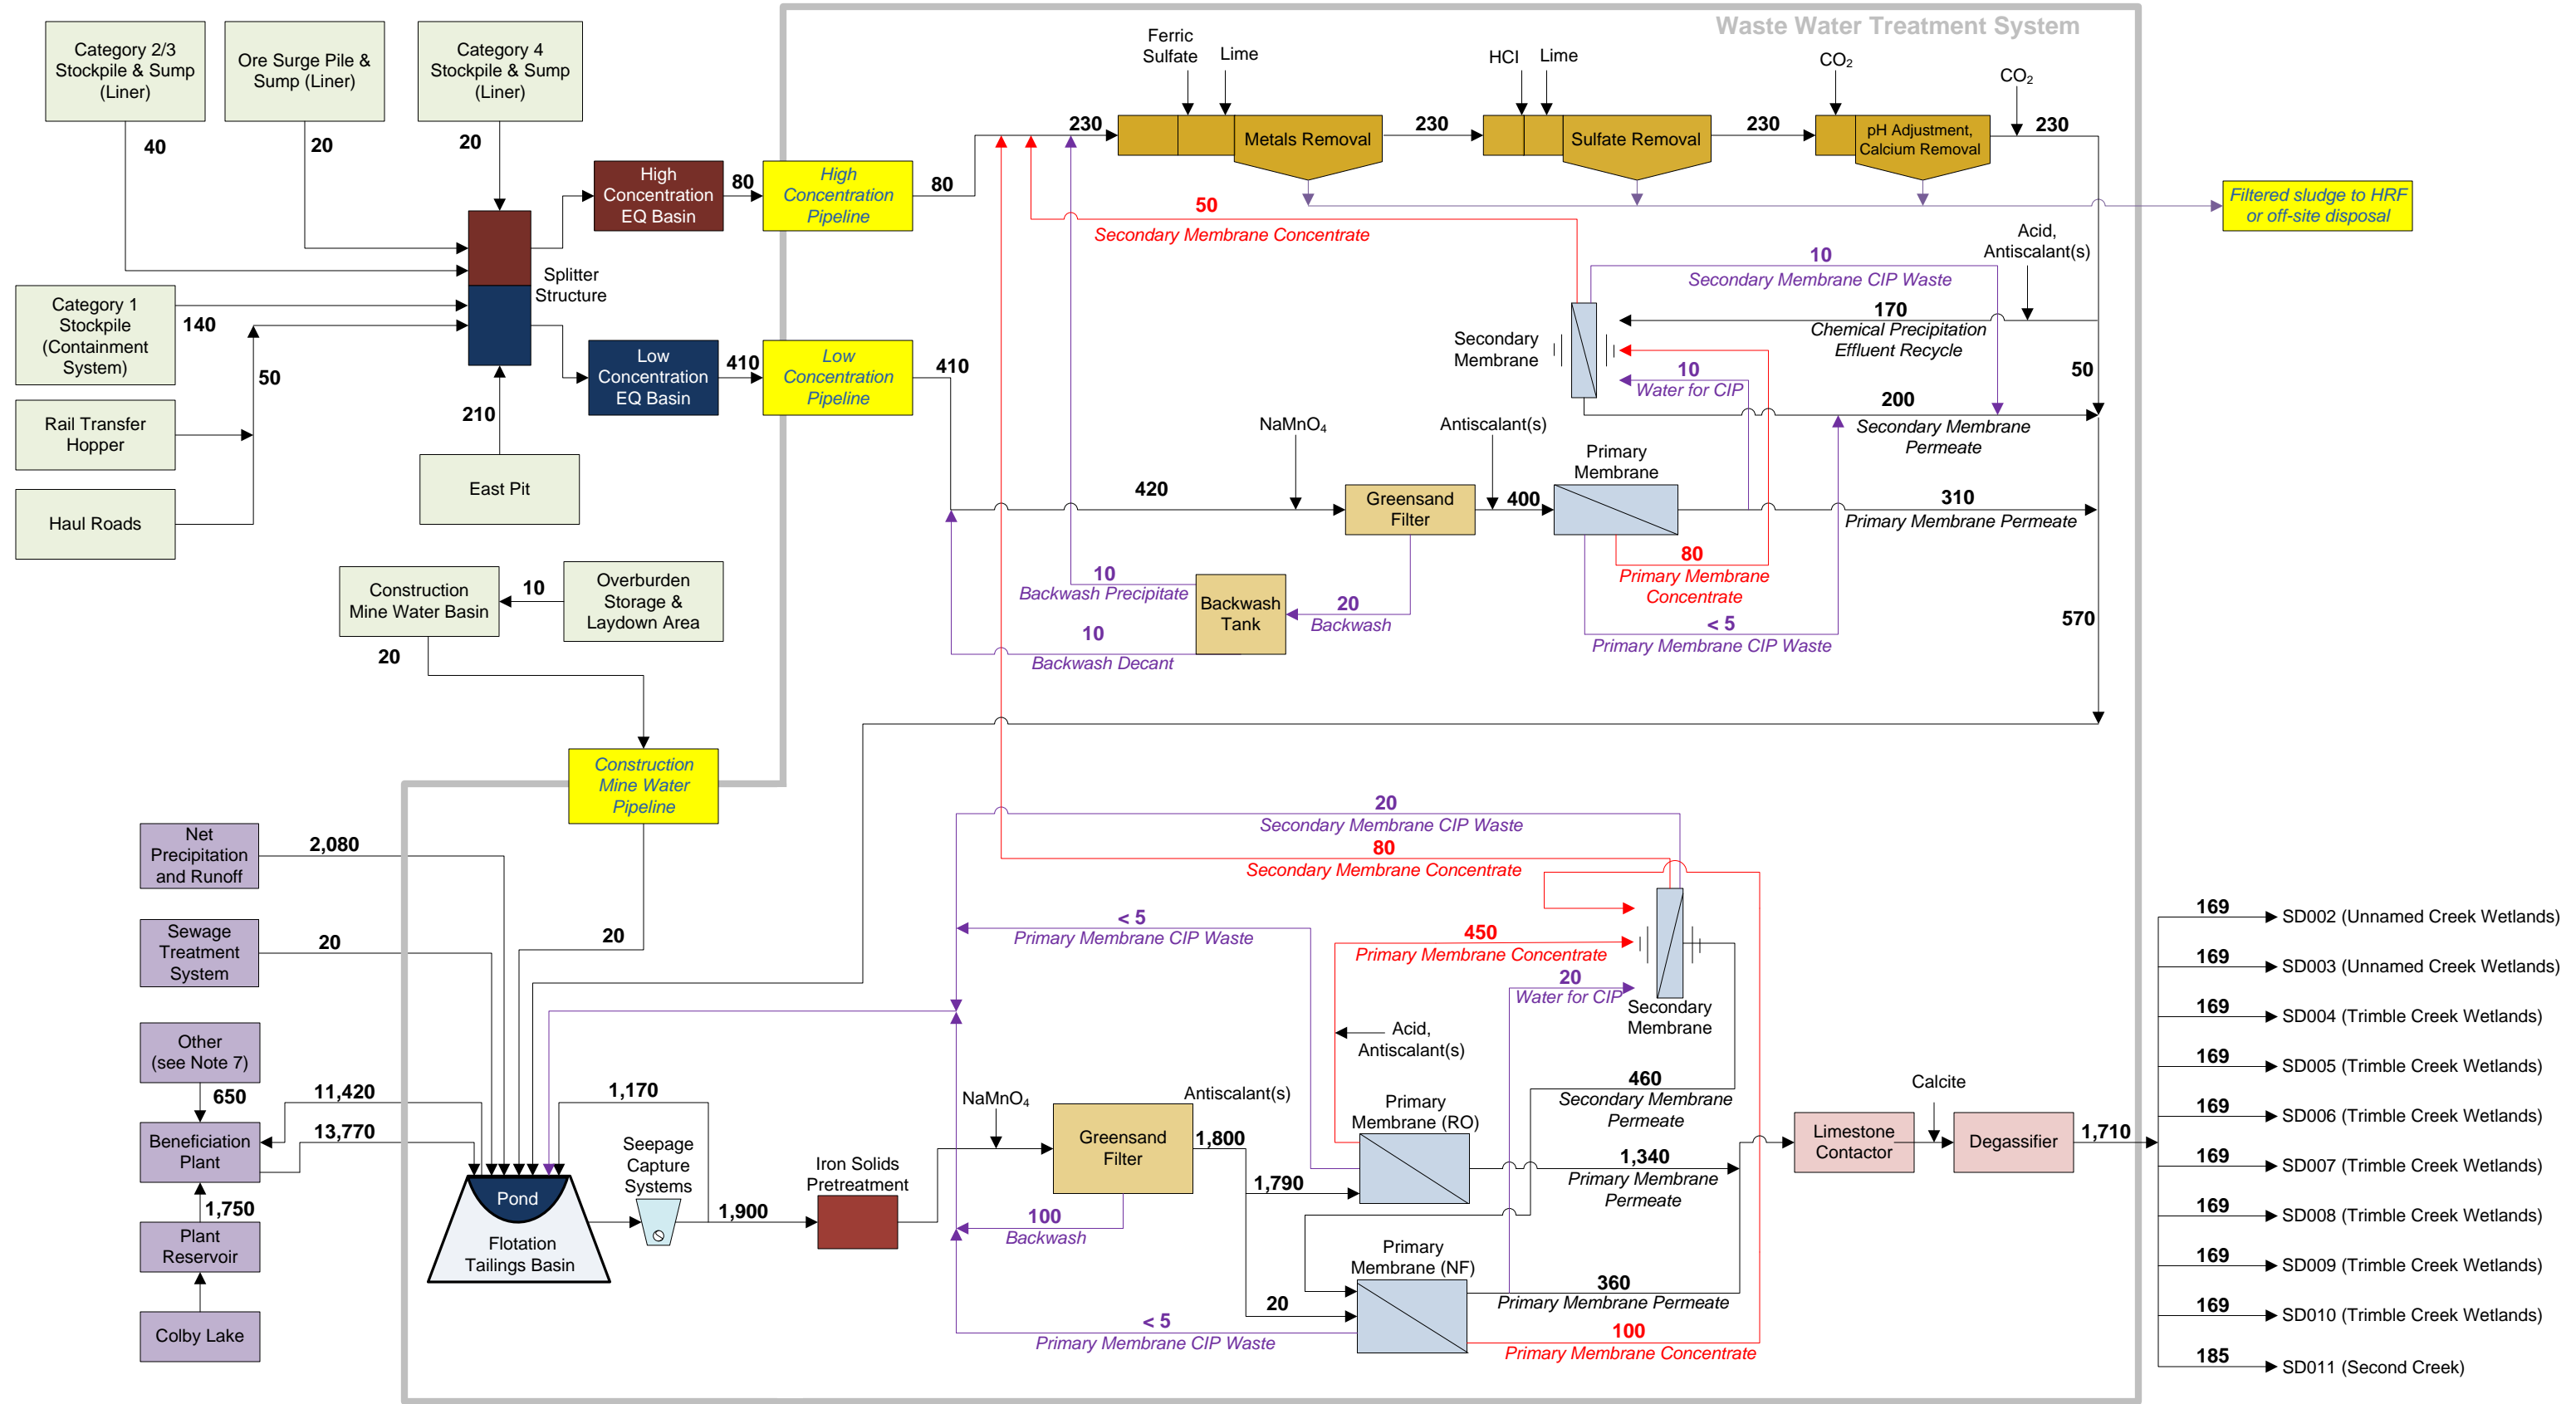 Waste Water Treatment System
Category 2/3
Stockpile & Sump
(Liner)
Ore Surge Pile &
Sump (Liner)
Category 4
Stockpile & Sump
(Liner)
40
20
20
High
Concentration
EQ Basin
80
High
Concentration
Pipeline
80
Splitter
Structure
Category 1
Stockpile
(Containment
System)
140
50
Rail Transfer
Hopper
Haul Roads
210
East Pit
Low
Concentration
EQ Basin
410
Low
Concentration
Pipeline
410
Ferric
Sulfate
Lime
230
Metals Removal
230
HCl
Lime
Sulfate Removal
230
CO₂
pH Adjustment,
Calcium Removal
CO₂
230
Filtered sludge to HRF
or off-site disposal
50
Secondary Membrane Concentrate
10
Secondary Membrane CIP Waste
Acid,
Antiscalant(s)
170
Chemical Precipitation
Effluent Recycle
Secondary
Membrane
10
Water for CIP
50
200
Secondary Membrane
Permeate
NaMnO₄
Antiscalant(s)
Primary
Membrane
420
Greensand
Filter
400
310
Primary Membrane Permeate
80
Primary Membrane
Concentrate
10
Backwash Precipitate
Backwash
Tank
20
Backwash
10
Backwash Decant
< 5
Primary Membrane CIP Waste
570
Construction
Mine Water Basin
10
Overburden
Storage &
Laydown Area
20
Construction
Mine Water
Pipeline
20
Net
Precipitation
and Runoff
2,080
Sewage
Treatment
System
20
Other
(see Note 7)
650
11,420
Beneficiation
Plant
13,770
1,750
Plant
Reservoir
Colby Lake
Pond
Flotation
Tailings Basin
1,170
Seepage
Capture
Systems
1,900
Iron Solids
Pretreatment
NaMnO₄
Greensand
Filter
Antiscalant(s)
1,800
1,790
20
100
Backwash
20
Secondary Membrane CIP Waste
80
Secondary Membrane Concentrate
< 5
Primary Membrane CIP Waste
450
Primary Membrane Concentrate
20
Water for CIP
Secondary
Membrane
Acid,
Antiscalant(s)
460
Secondary Membrane
Permeate
Primary
Membrane (RO)
1,340
Primary Membrane
Permeate
Primary
Membrane (NF)
360
Primary Membrane Permeate
< 5
Primary Membrane CIP Waste
100
Primary Membrane Concentrate
Limestone
Contactor
Calcite
Degassifier
1,710
169
SD002 (Unnamed Creek Wetlands)
169
SD003 (Unnamed Creek Wetlands)
169
SD004 (Trimble Creek Wetlands)
169
SD005 (Trimble Creek Wetlands)
169
SD006 (Trimble Creek Wetlands)
169
SD007 (Trimble Creek Wetlands)
169
SD008 (Trimble Creek Wetlands)
169
SD009 (Trimble Creek Wetlands)
169
SD010 (Trimble Creek Wetlands)
185
SD011 (Second Creek)